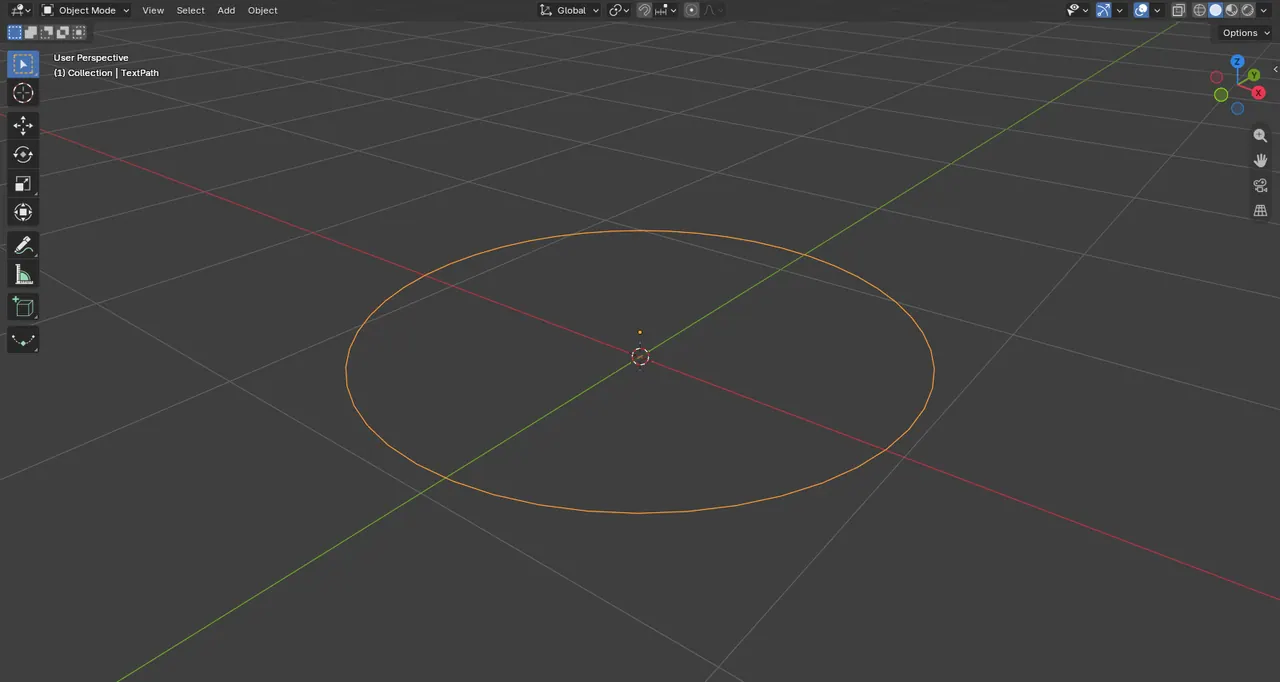 Object Mode View Select Add Object Global
Options
User Perspective
(1) Collection | TextPath
Z
Y
X